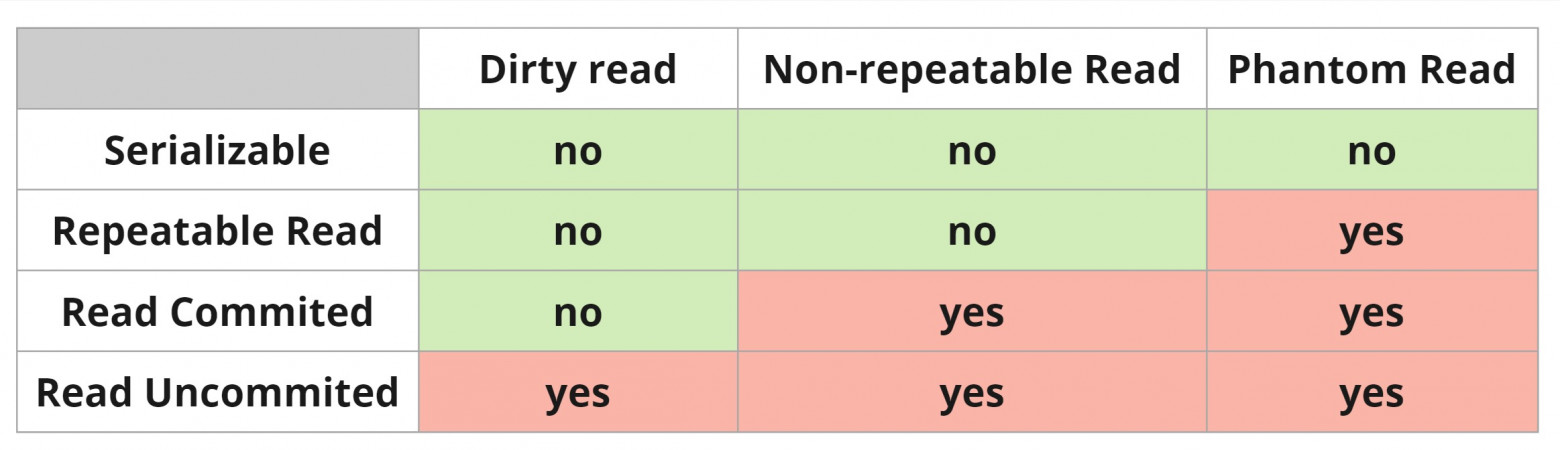 Dirty read Non-repeatable Read Phantom Read
Serializable no no no
Repeatable Read no no yes
Read Commited no yes yes
Read Uncommited yes yes yes